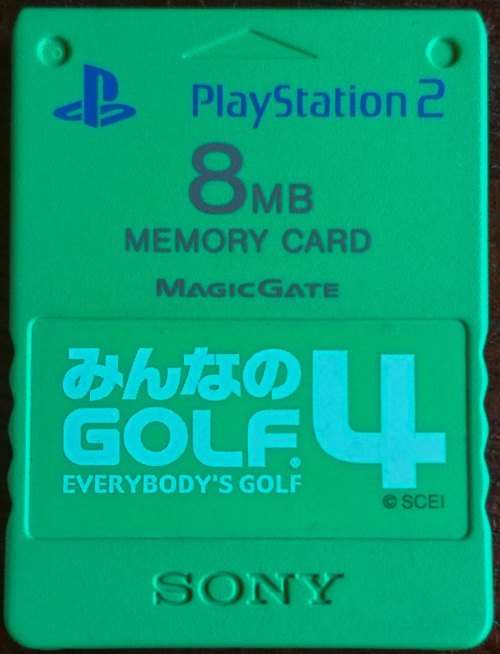 PlayStation 2
8MB
MEMORY CARD
MAGICGATE
みんなの
GOLF® 4
EVERYBODY'S GOLF
© SCEI
SONY